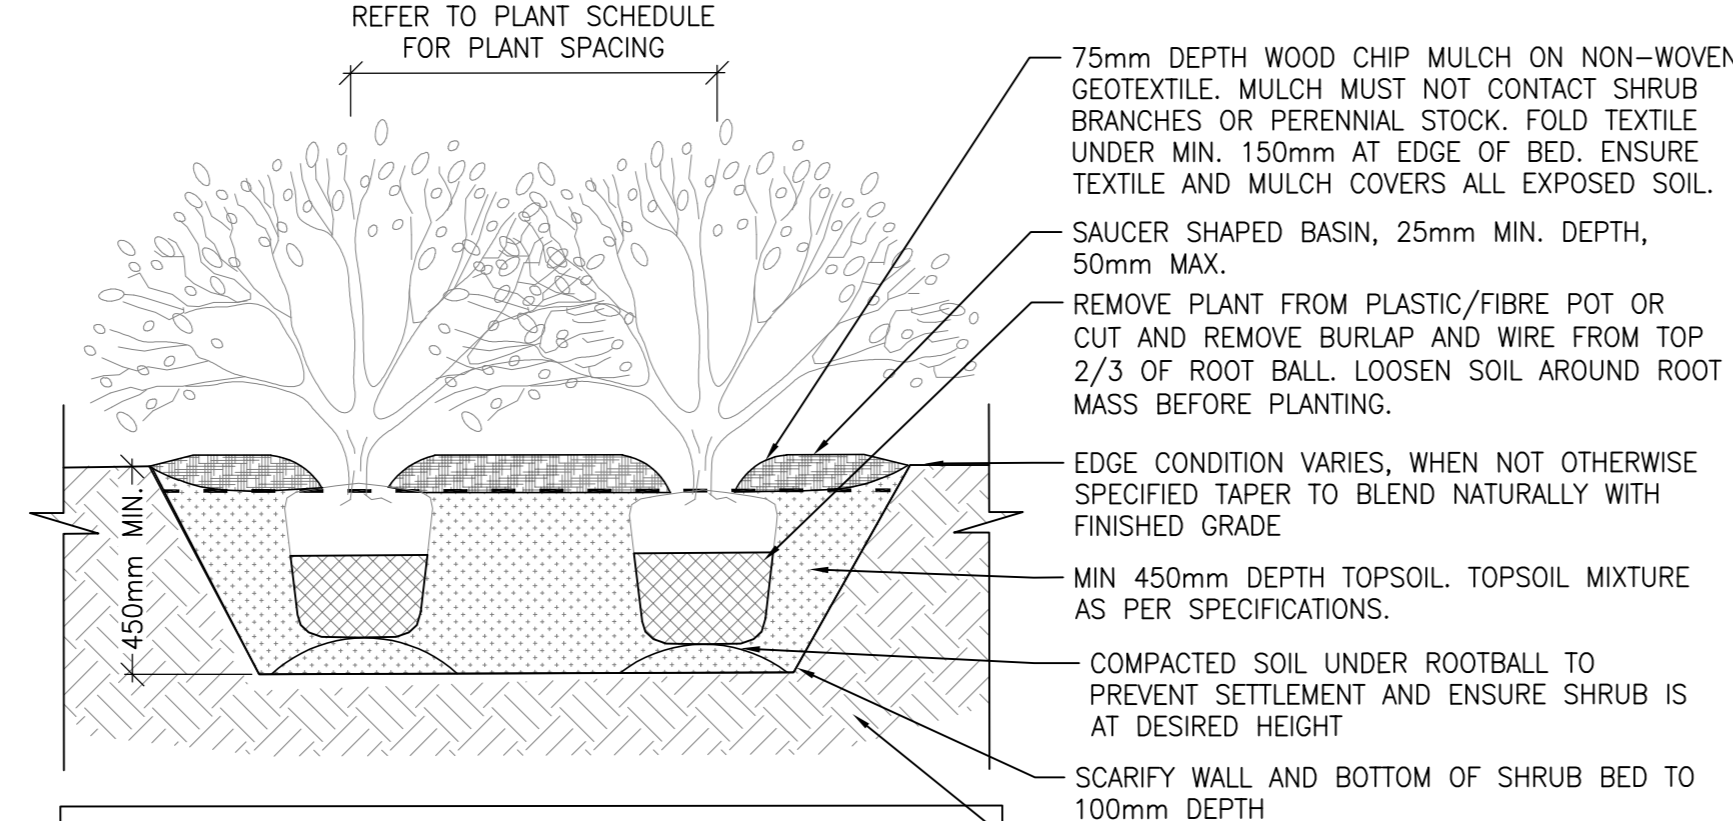 REFER TO PLANT SCHEDULE
FOR PLANT SPACING
75mm DEPTH WOOD CHIP MULCH ON NON-WOVEN
GEOTEXTILE. MULCH MUST NOT CONTACT SHRUB
BRANCHES OR PERENNIAL STOCK. FOLD TEXTILE
UNDER MIN. 150mm AT EDGE OF BED. ENSURE
TEXTILE AND MULCH COVERS ALL EXPOSED SOIL.
SAUCER SHAPED BASIN, 25mm MIN. DEPTH,
50mm MAX.
REMOVE PLANT FROM PLASTIC/FIBRE POT OR
CUT AND REMOVE BURLAP AND WIRE FROM TOP
2/3 OF ROOT BALL. LOOSEN SOIL AROUND ROOT
MASS BEFORE PLANTING.
EDGE CONDITION VARIES, WHEN NOT OTHERWISE
SPECIFIED TAPER TO BLEND NATURALLY WITH
FINISHED GRADE
450mm MIN.
MIN 450mm DEPTH TOPSOIL. TOPSOIL MIXTURE
AS PER SPECIFICATIONS.
COMPACTED SOIL UNDER ROOTBALL TO
PREVENT SETTLEMENT AND ENSURE SHRUB IS
AT DESIRED HEIGHT
SCARIFY WALL AND BOTTOM OF SHRUB BED TO
100mm DEPTH